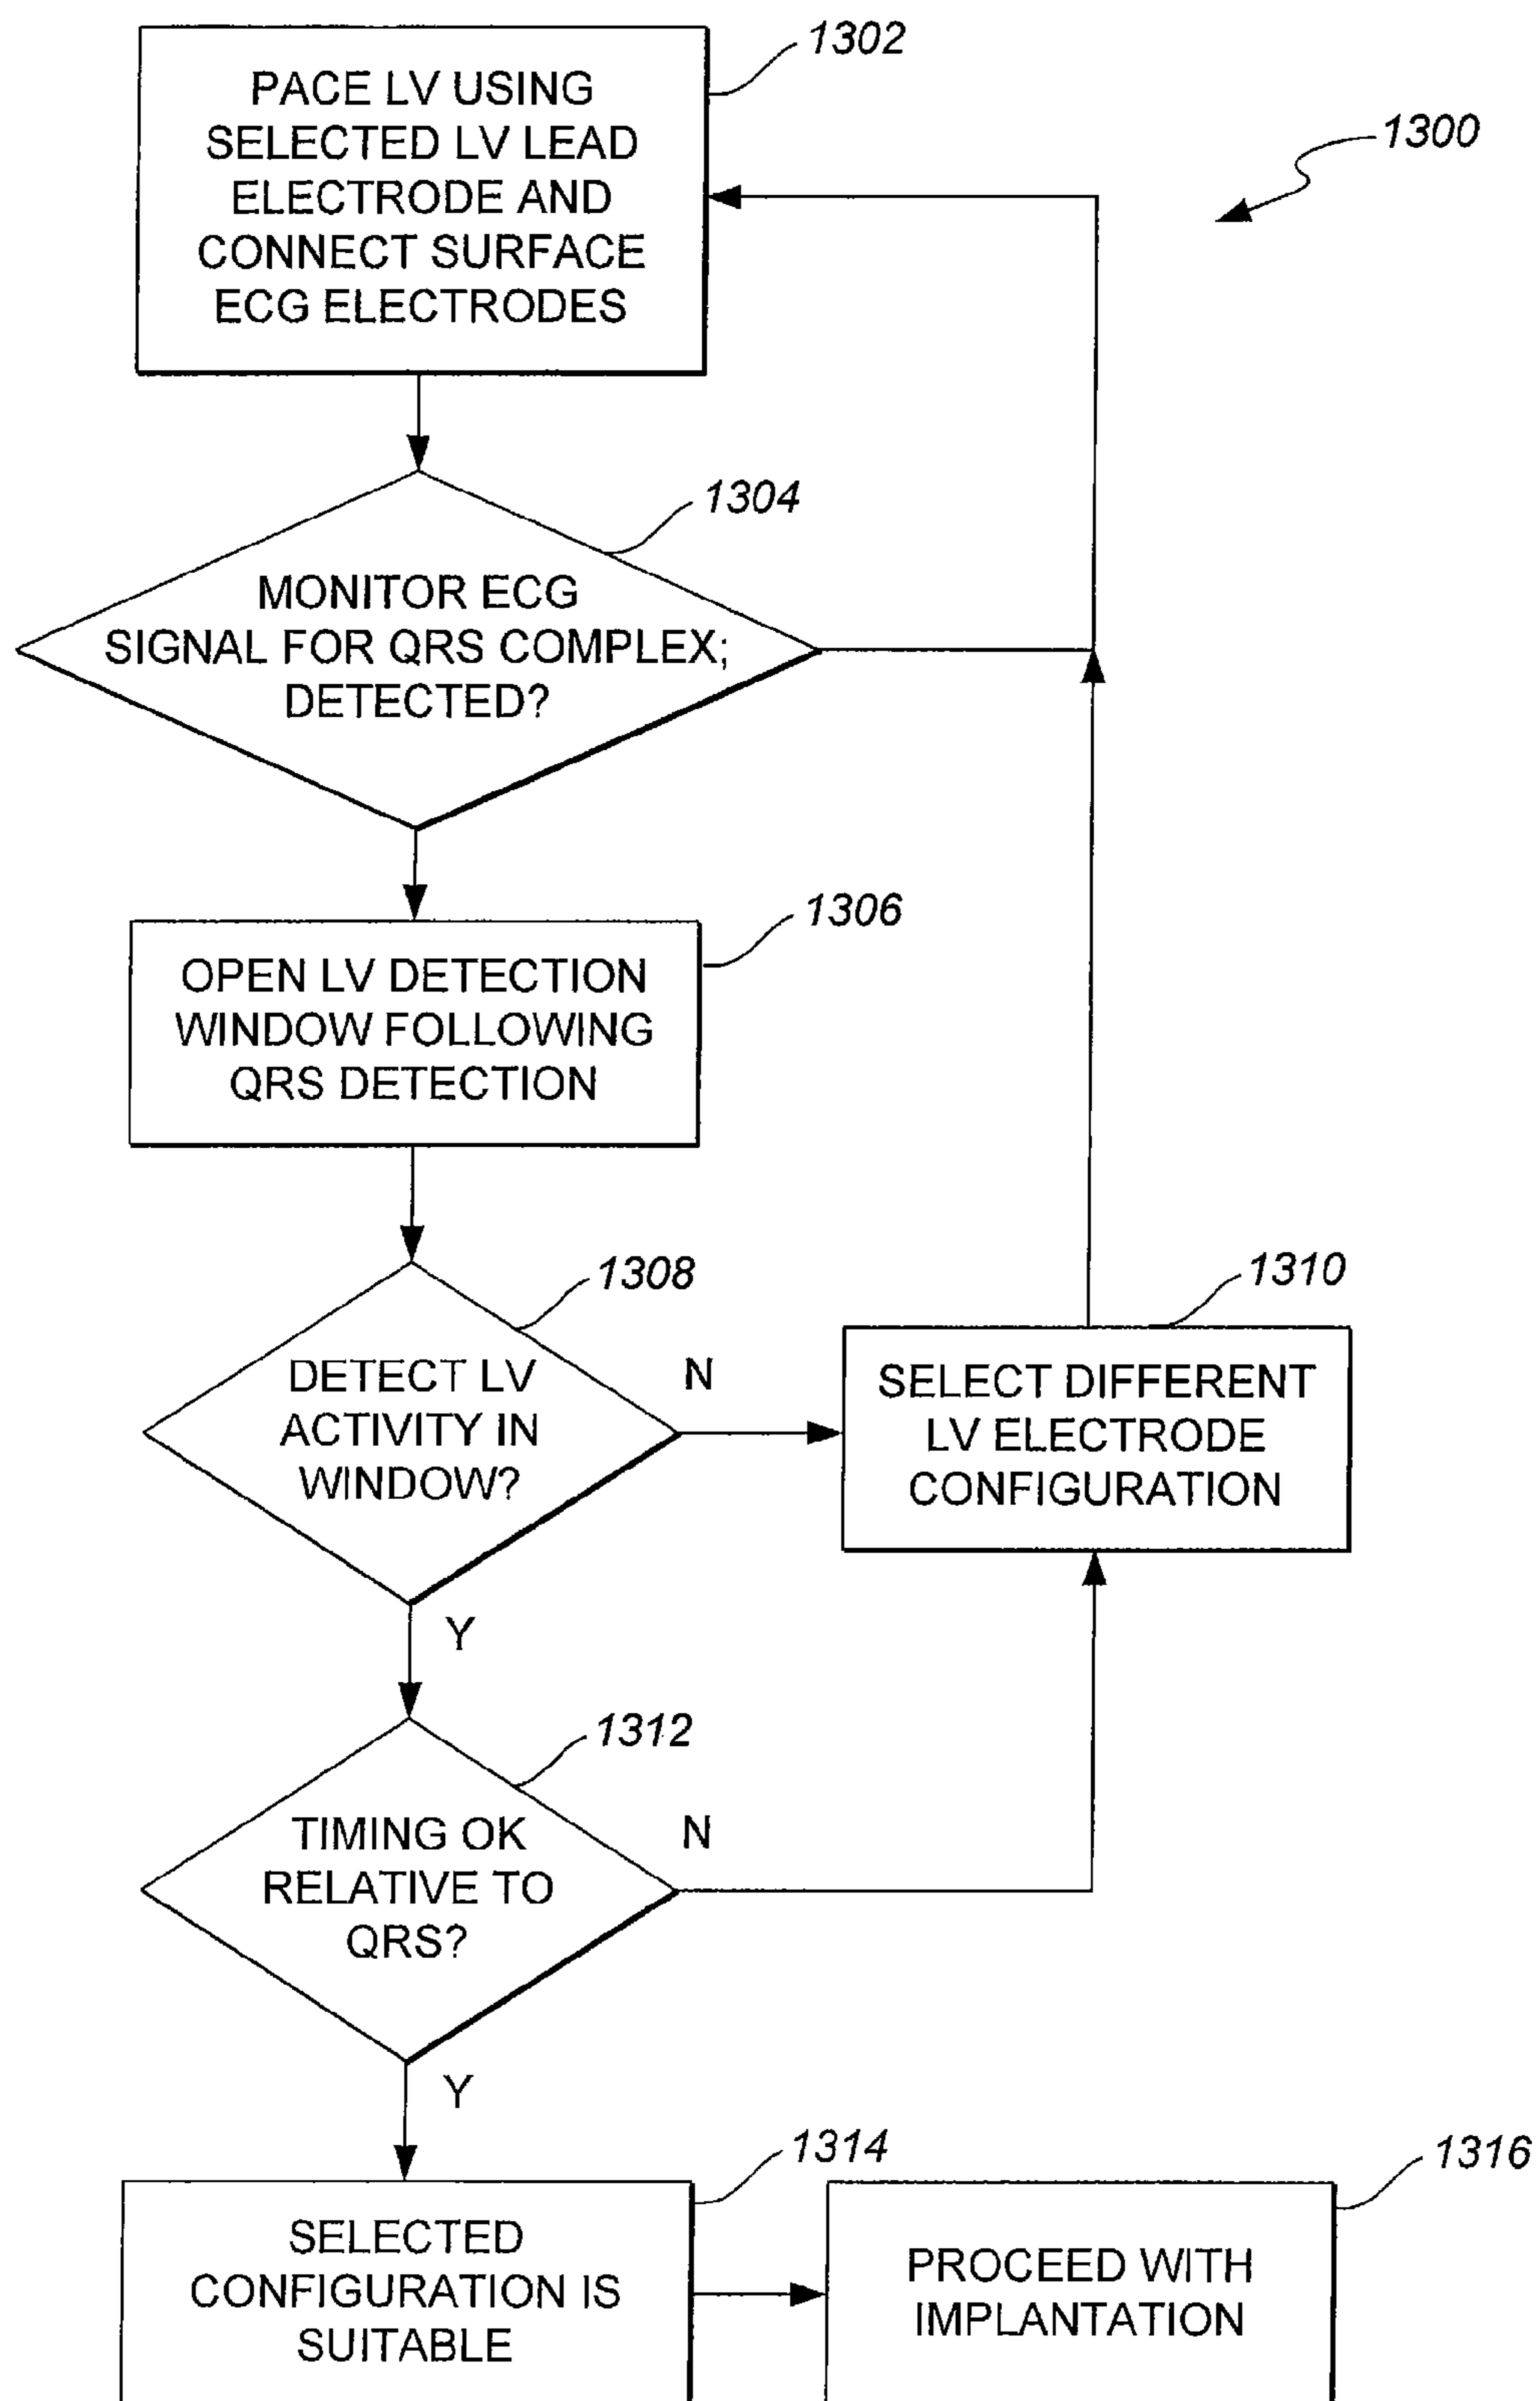 1302
PACE LV USING
SELECTED LV LEAD
ELECTRODE AND
CONNECT SURFACE
ECG ELECTRODES
1300
1304
MONITOR ECG
SIGNAL FOR QRS COMPLEX;
DETECTED?
1306
OPEN LV DETECTION
WINDOW FOLLOWING
QRS DETECTION
1308
DETECT LV
ACTIVITY IN
WINDOW?
N
Y
1310
SELECT DIFFERENT
LV ELECTRODE
CONFIGURATION
1312
TIMING OK
RELATIVE TO
QRS?
N
Y
1314
SELECTED
CONFIGURATION IS
SUITABLE
1316
PROCEED WITH
IMPLANTATION